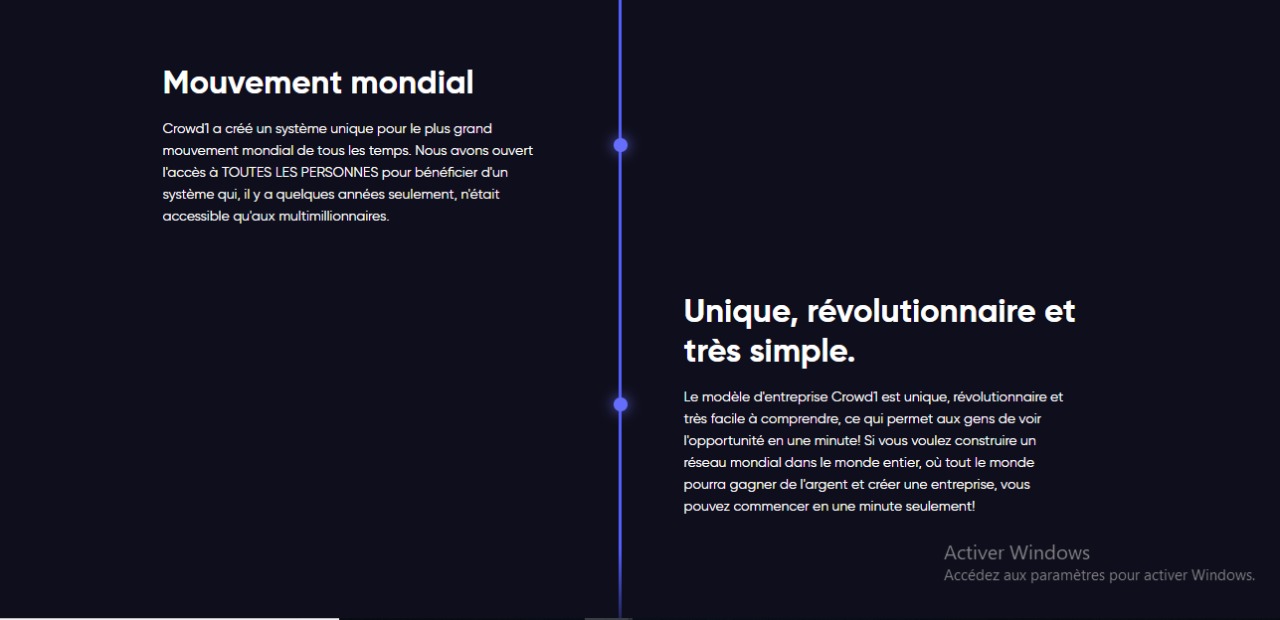 Mouvement mondial
Crowd1 a créé un système unique pour le plus grand
mouvement mondial de tous les temps. Nous avons ouvert
l'accès à TOUTES LES PERSONNES pour bénéficier d'un
système qui, il y a quelques années seulement, n'était
accessible qu'aux multimillionnaires.
Unique, révolutionnaire et
très simple.
Le modèle d'entreprise Crowd1 est unique, révolutionnaire et
très facile à comprendre, ce qui permet aux gens de voir
l'opportunité en une minute! Si vous voulez construire un
réseau mondial dans le monde entier, où tout le monde
pourra gagner de l'argent et créer une entreprise, vous
pouvez commencer en une minute seulement!
Activer Windows
Accédez aux paramètres pour activer Windows.